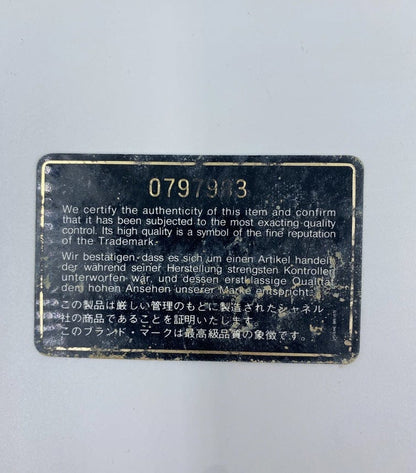 0797983
We certify the authenticity of this item and confirm
that it has been subjected to the most exacting quality
control. Its high quality is a symbol of the fine reputation
of the Trademark.
Wir bestätigen, dass es sich um einen Artikel handelt
der während seiner Herstellung strengsten Kontrollen
unterworfen war, und dessen erstklassige Qualität
dem hohen Ansehen unserer Marke entspricht.
この製品は厳しい管理のもとに製造されたシャネル
社の商品であることを証明いたします。
このブランド・マークは最高級品質の象徴です。